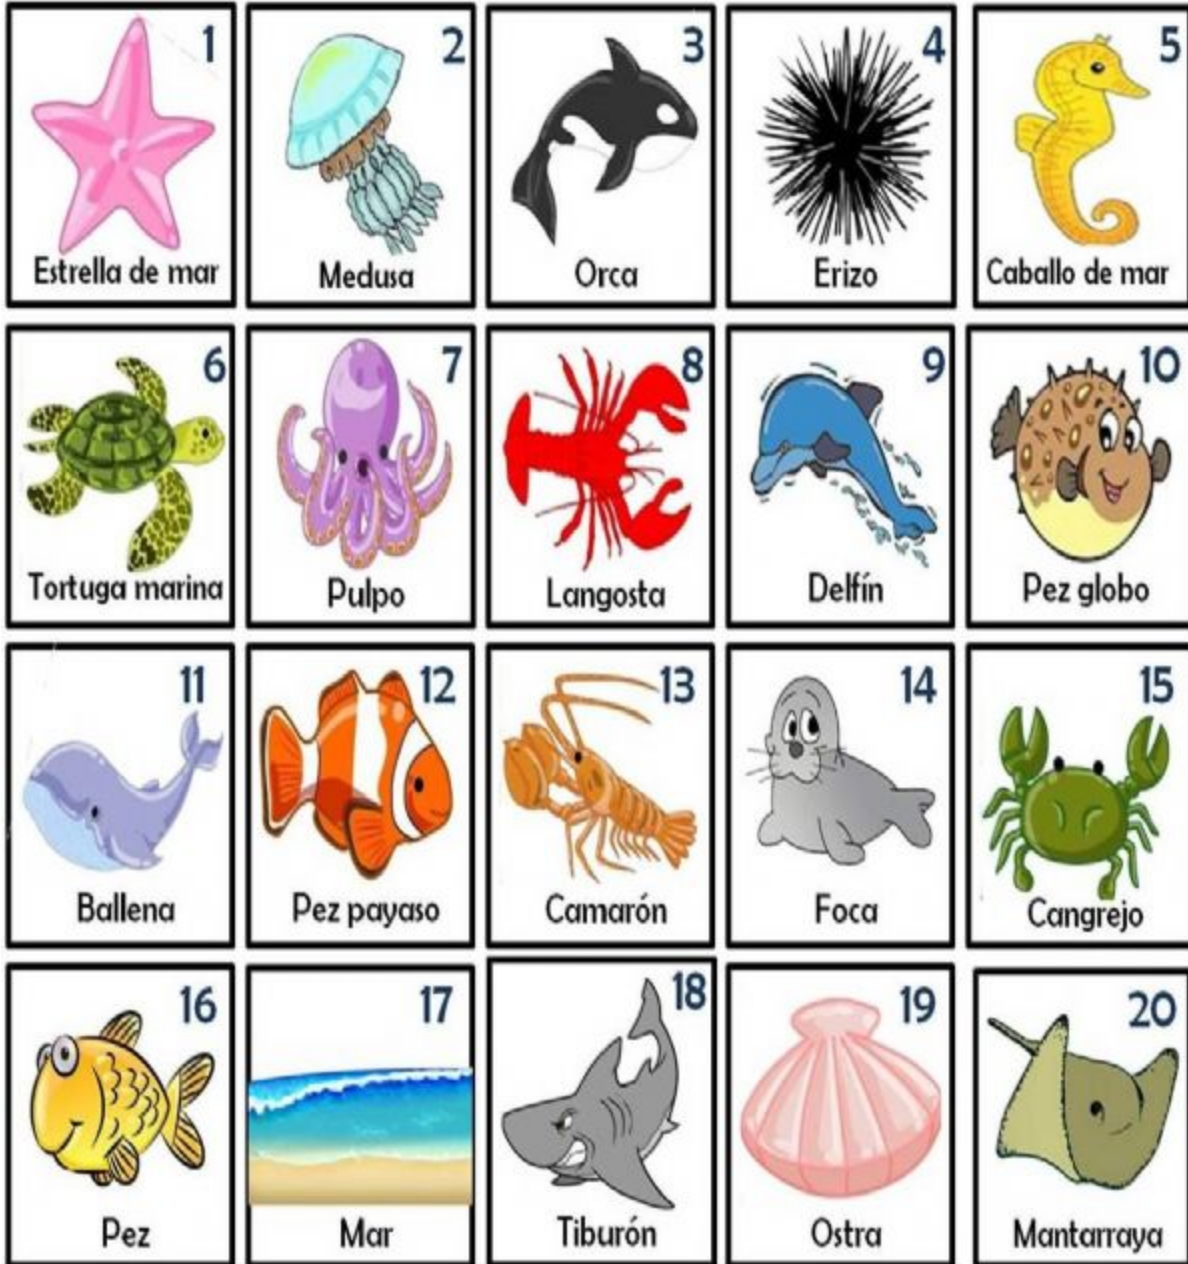 1
Estrella de mar
2
Medusa
3
Orca
4
Erizo
5
Caballo de mar
6
Tortuga marina
7
Pulpo
8
Langosta
9
Delfín
10
Pez globo
11
Ballena
12
Pez payaso
13
Camarón
14
Foca
15
Cangrejo
16
Pez
17
Mar
18
Tiburón
19
Ostra
20
Mantarraya